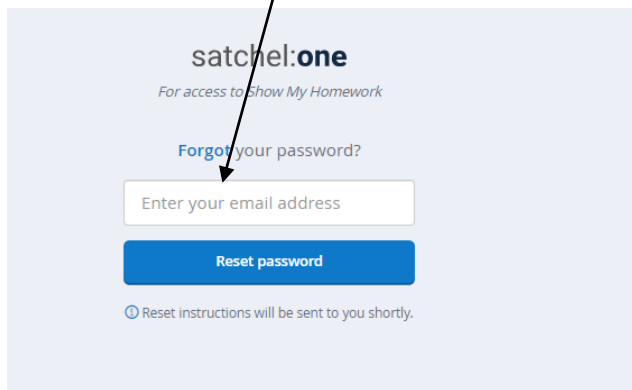 satchel:one
For access to Show My Homework
Forgot your password?
Enter your email address
Reset password
Reset instructions will be sent to you shortly.